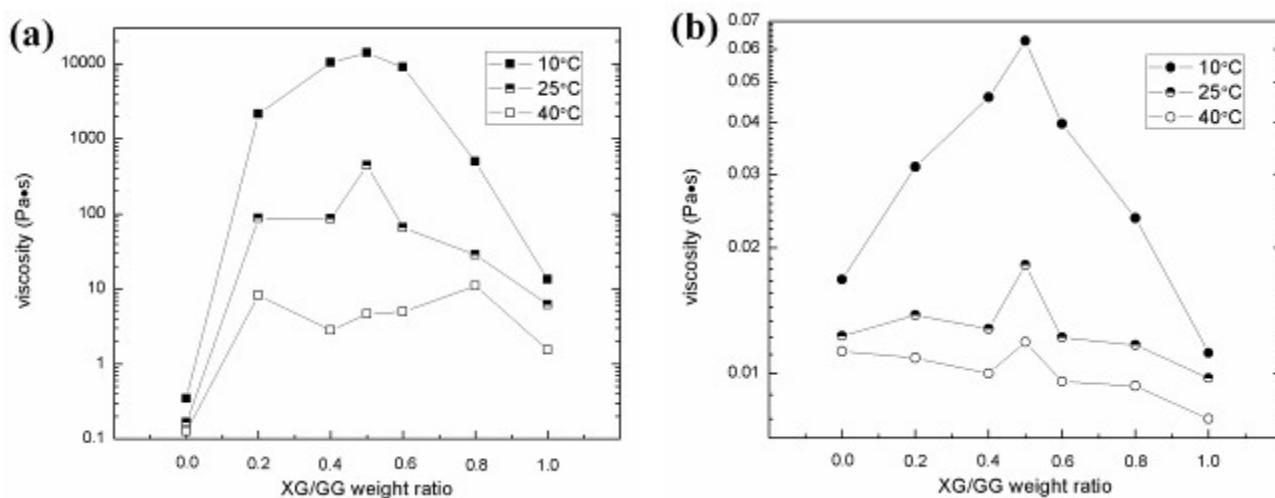 (a)
10000
1000
100
10
1
0.1
viscosity (Pa•s)
10°C
25°C
40°C
0.0 0.2 0.4 0.6 0.8 1.0
XG/GG weight ratio
(b)
0.07
0.06
0.05
0.04
0.03
0.02
0.01
viscosity (Pa•s)
10°C
25°C
40°C
0.0 0.2 0.4 0.6 0.8 1.0
XG/GG weight ratio